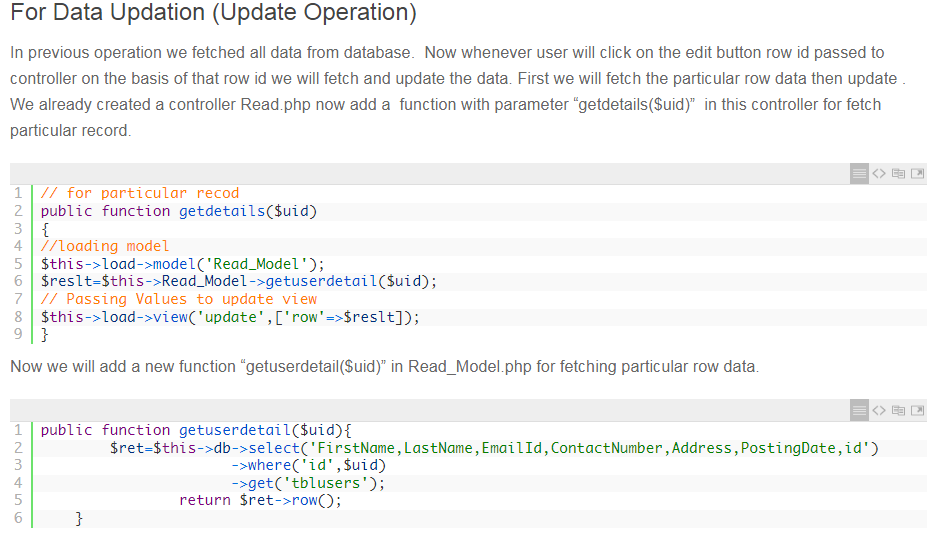 For Data Updation (Update Operation)
In previous operation we fetched all data from database.  Now whenever user will click on the edit button row id passed to
controller on the basis of that row id we will fetch and update the data. First we will fetch the particular row data then update .
We already created a controller Read.php now add a  function with parameter “getdetails($uid)”  in this controller for fetch
particular record.
1 // for particular recod
2 public function getdetails($uid)
3 {
4 //loading model
5 $this->load->model('Read_Model');
6 $reslt=$this->Read_Model->getuserdetail($uid);
7 // Passing Values to update view
8 $this->load->view('update',['row'=>$reslt]);
9 }
Now we will add a new function “getuserdetail($uid)” in Read_Model.php for fetching particular row data.
1 public function getuserdetail($uid){
2         $ret=$this->db->select('FirstName,LastName,EmailId,ContactNumber,Address,PostingDate,id')
3                       ->where('id',$uid)
4                       ->get('tblusers');
5                 return $ret->row();
6     }